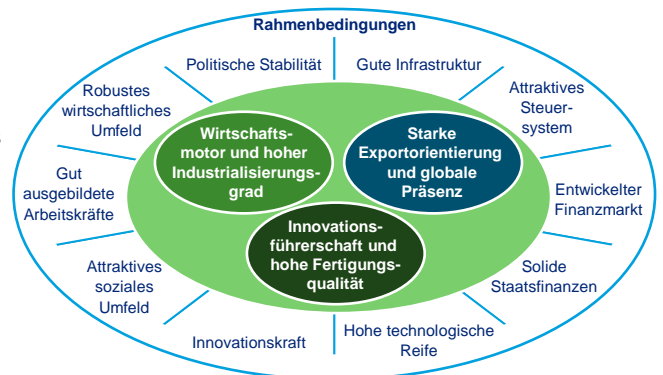 Rahmenbedingungen
Politische Stabilität
Gute Infrastruktur
Robustes
wirtschaftliches
Umfeld
Attraktives
Steuer-
system
Wirtschafts-
motor und hoher
Industrialisierungs-
grad
Starke
Exportorientierung
und globale
Präsenz
Gut
ausgebildete
Arbeitskräfte
Entwickelter
Finanzmarkt
Innovations-
führerschaft und
hohe Fertigungs-
qualität
Attraktives
soziales
Umfeld
Solide
Staatsfinanzen
Innovationskraft
Hohe technologische
Reife